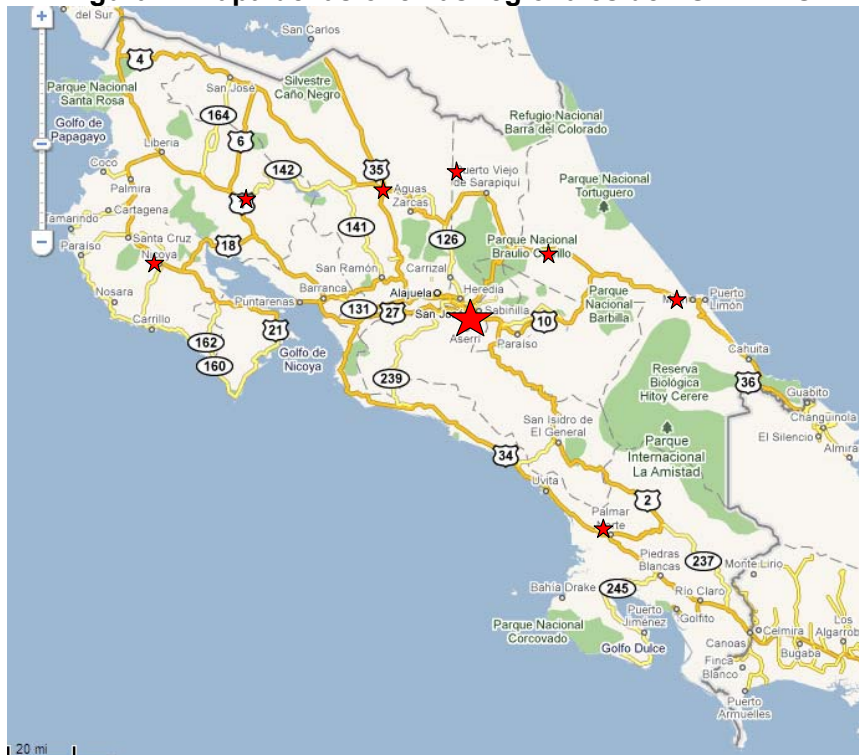 del Sur
San Carlos
4
San José
Silvestre
Caño Negro
Parque Nacional
Santa Rosa
164
Refugio Nacional
Barra del Colorado
Golfo de
Papagayo
6
Liberia
142
35
Coco
Puerto Viejo
de Sarapiquí
Palmira
Aguas
Zarcas
Parque Nacional
Tortuguero
Cartagena
Tamarindo
141
126
Santa Cruz
18
Parque Nacional
Braulio Carrillo
Paraíso
Nicoya
San Ramón
Carrizal
Nosara
Alajuela
Heredia
Parque
Nacional
Barbilla
Puerto
Limón
Puntarenas
Barranca
131
27
San
Sabinilla
10
Carrillo
21
Aserrí
Paraíso
162
Golfo de
Nicoya
160
239
Cahuita
Reserva
Biológica
Hitoy Cerere
36
Guabito
Changuinola
San Isidro de
El General
El Silencio
Almira
Parque
Internacional
La Amistad
34
Uvita
2
Palmar
Norte
Piedras
Blancas
237
Monte Lirio
Bahía Drake
245
Río Claro
Puerto
Jiménez
Golfito
Los
Algarrob
Parque Nacional
Corcovado
Celmira
Canoas
Bugaba
Golfo Dulce
Finca
Blanco
Puerto
Armuelles
20 mi